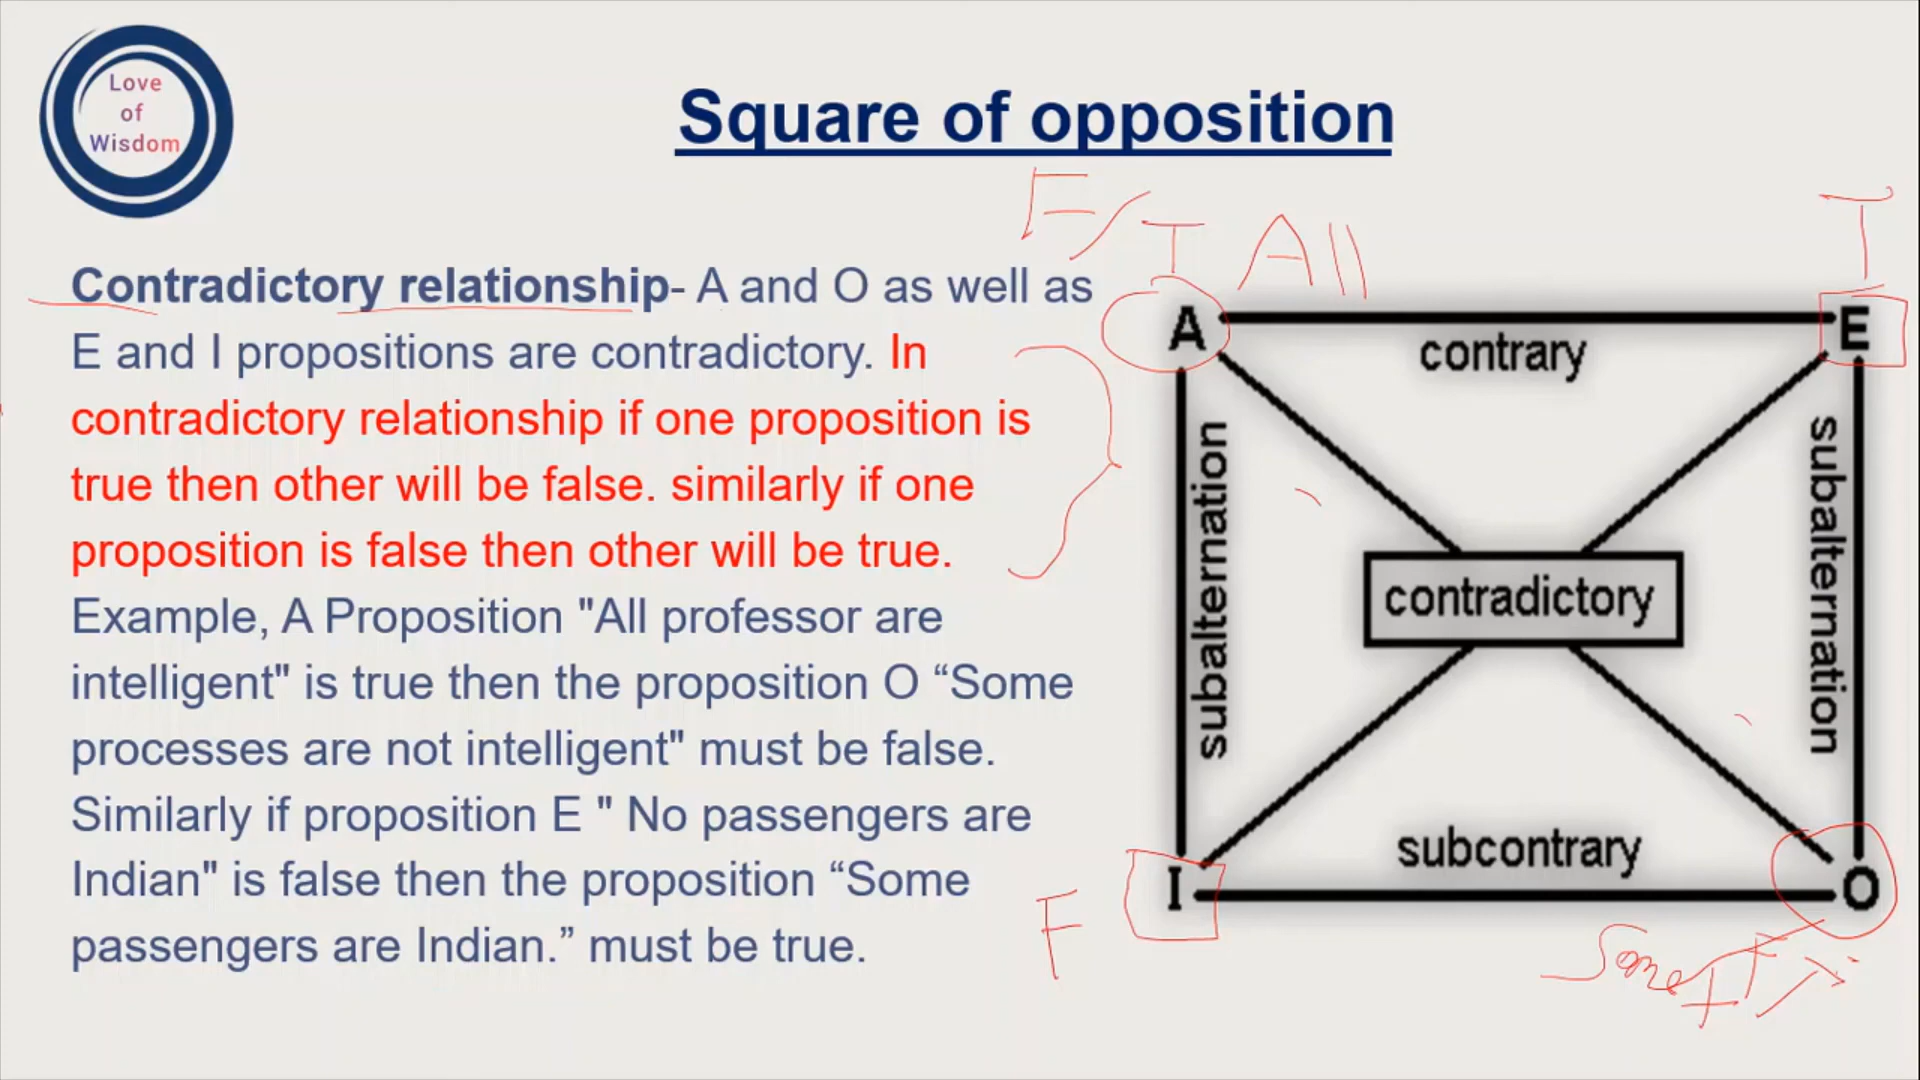 Love
of
Wisdom
Square of opposition
Contradictory relationship- A and O as well as
E and I propositions are contradictory. In
contradictory relationship if one proposition is
true then other will be false. similarly if one
proposition is false then other will be true.
Example, A Proposition "All professor are
intelligent" is true then the proposition O “Some
processes are not intelligent" must be false.
Similarly if proposition E " No passengers are
Indian" is false then the proposition “Some
passengers are Indian.” must be true.
F/T All
T
A
E
contrary
subalternation
subalternation
contradictory
subcontrary
I
O
F
Some